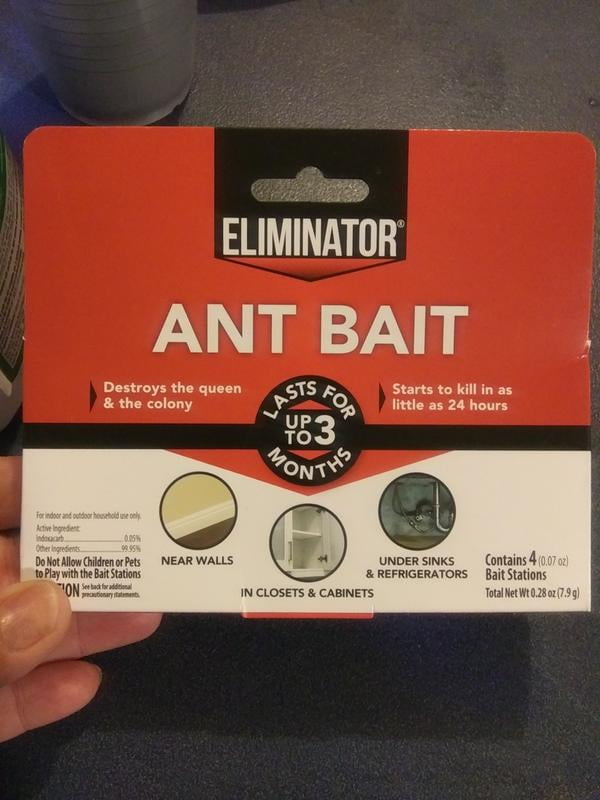 ELIMINATOR®
ANT BAIT
Destroys the queen
& the colony
LASTS FOR
UP
TO 3
MONTHS
Starts to kill in as
little as 24 hours
For indoor and outdoor household use only.
Active Ingredient:
Indoxacarb 0.05%
Other Ingredients 99.95%
Do Not Allow Children or Pets
to Play with the Bait Stations
See back for additional
precautionary statements.
NEAR WALLS
IN CLOSETS & CABINETS
UNDER SINKS
& REFRIGERATORS
Contains 4 (0.07 oz)
Bait Stations
Total Net Wt 0.28 oz (7.9 g)